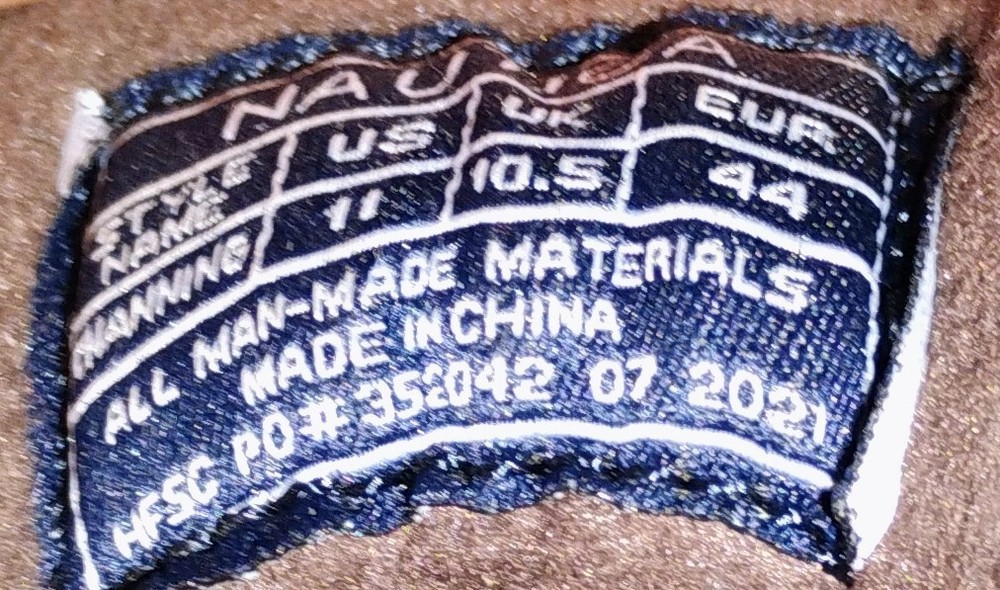 NAUTICA
STYLE NAME US UK EUR
MANNING 11 10.5 44
ALL MAN-MADE MATERIALS
MADE IN CHINA
HFSC PO# 352042 07 2021